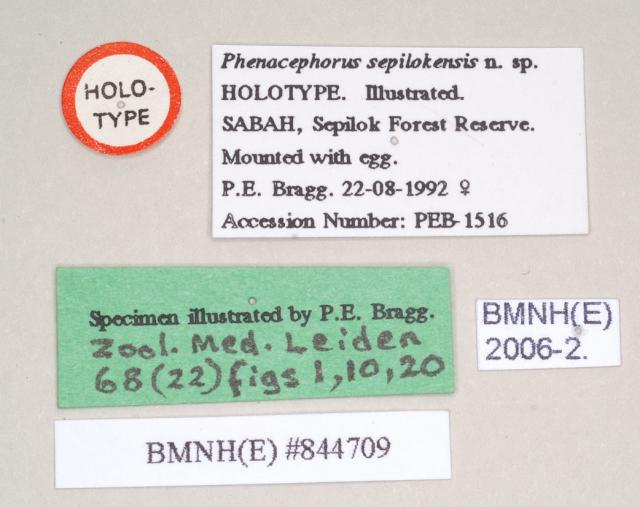 HOLO-
TYPE
Phenacephorus sepilokensis n. sp.
HOLOTYPE. Illustrated.
SABAH, Sepilok Forest Reserve.
Mounted with egg.
P.E. Bragg. 22-08-1992 ♀
Accession Number: PEB-1516
Specimen illustrated by P.E. Bragg.
Zool. Med. Leiden
68(22) figs 1, 10, 20
BMNH(E)
2006-2.
BMNH(E) #844709